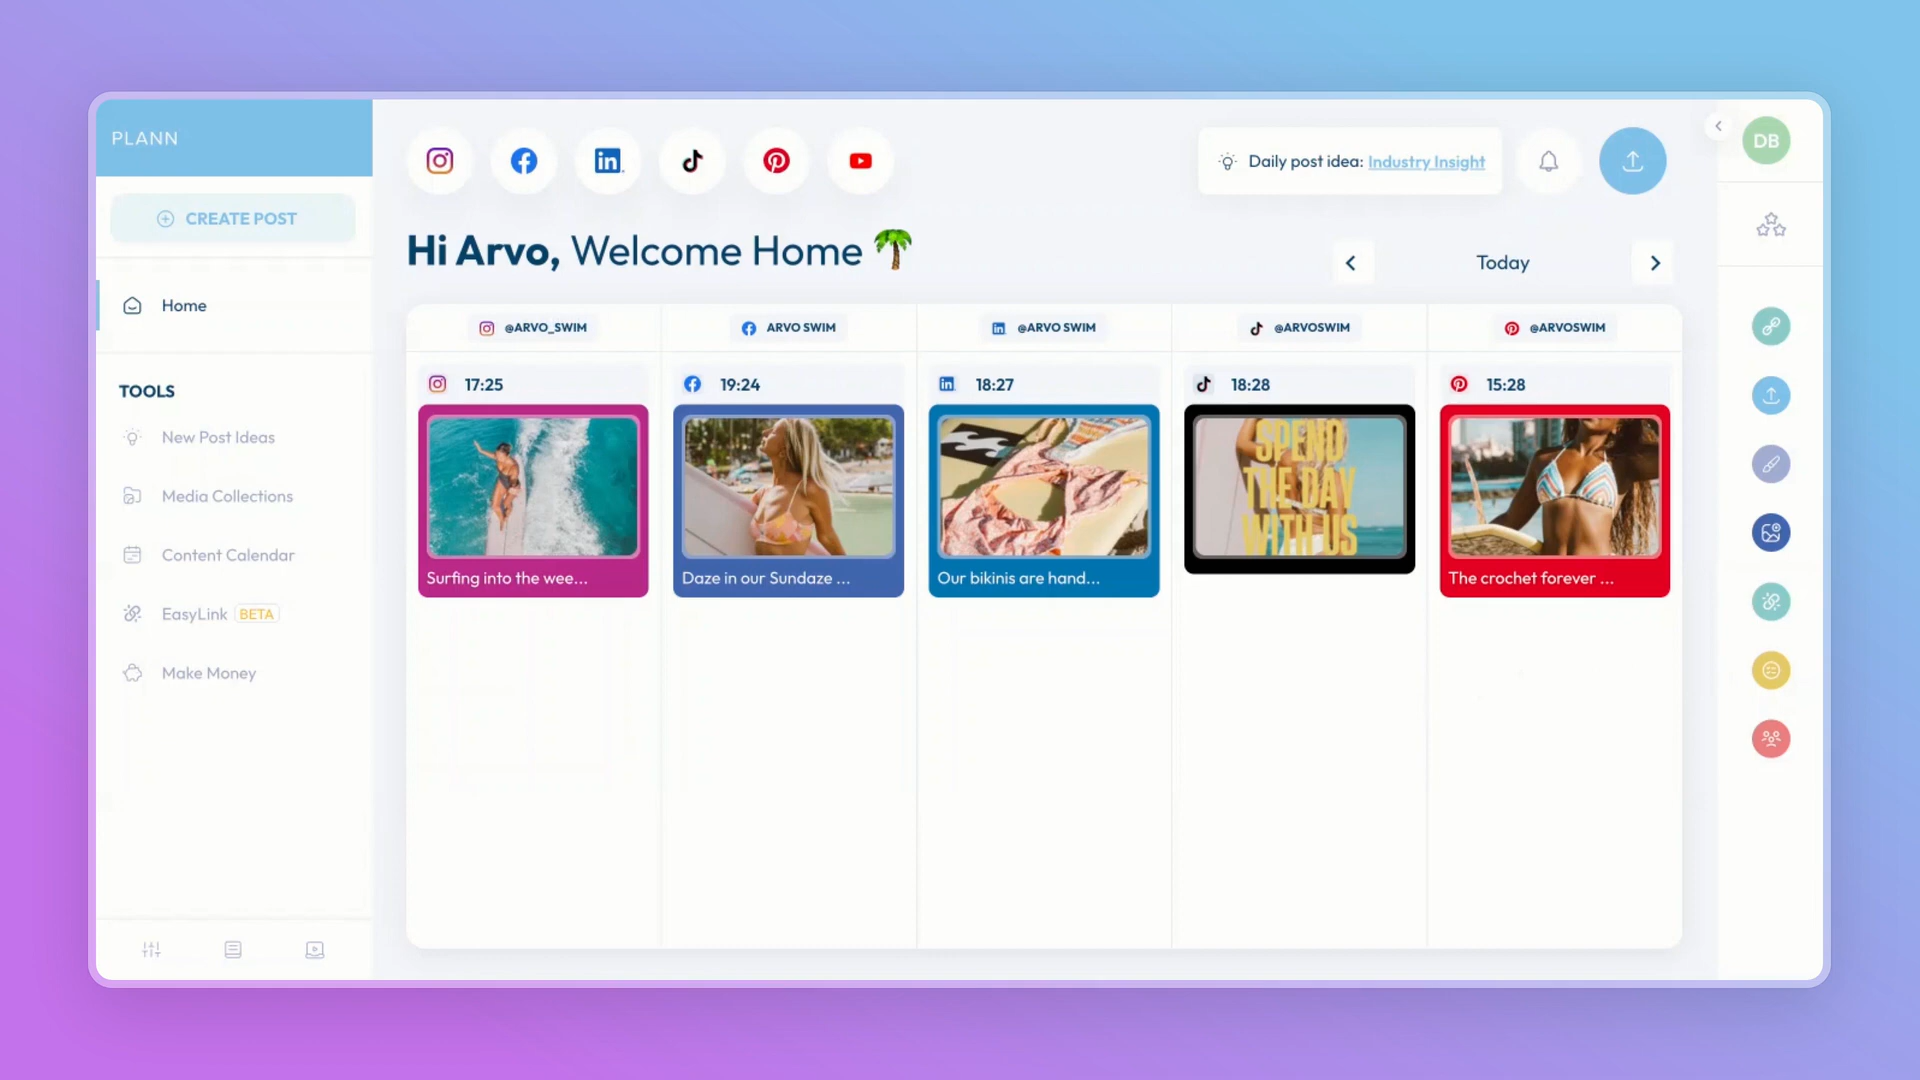 PLANN
CREATE POST
Home
TOOLS
New Post Ideas
Media Collections
Content Calendar
EasyLink BETA
Make Money
Daily post idea: Industry Insight
DB
Hi Arvo, Welcome Home
Today
@ARVO_SWIM
ARVO SWIM
@ARVO SWIM
@ARVOSWIM
@ARVOSWIM
17:25
19:24
18:27
18:28
15:28
SPEND
THE DAY
WITH US
Surfing into the wee...
Daze in our Sundaze ...
Our bikinis are hand...
The crochet forever ...